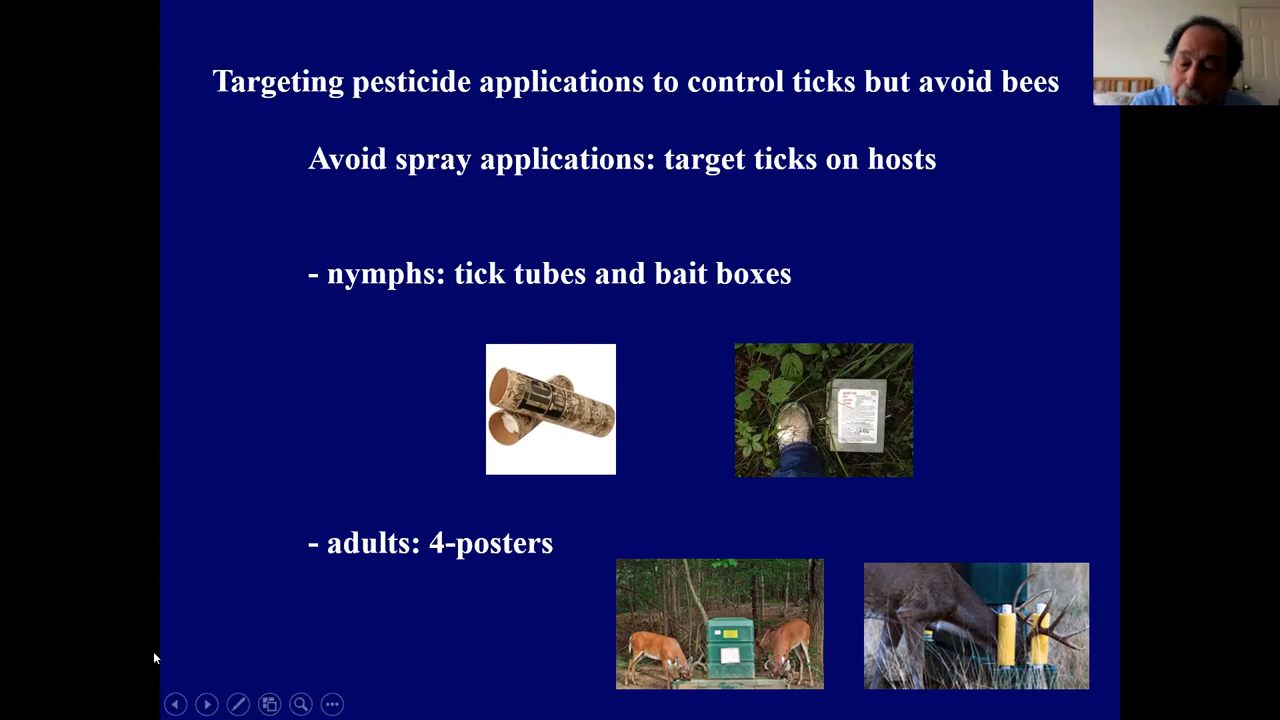 Targeting pesticide applications to control ticks but avoid bees
Avoid spray applications: target ticks on hosts
- nymphs: tick tubes and bait boxes
- adults: 4-posters